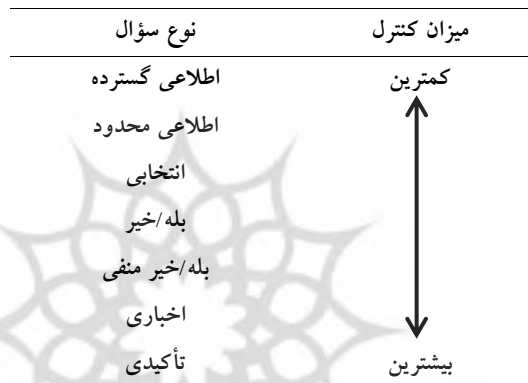 میزان کنترل نوع سؤال
کمترین اطلاعی گسترده
اطلاعی محدود
انتخابی
بله/خیر
بله/خیر منفی
اخباری
بیشترین تأکیدی